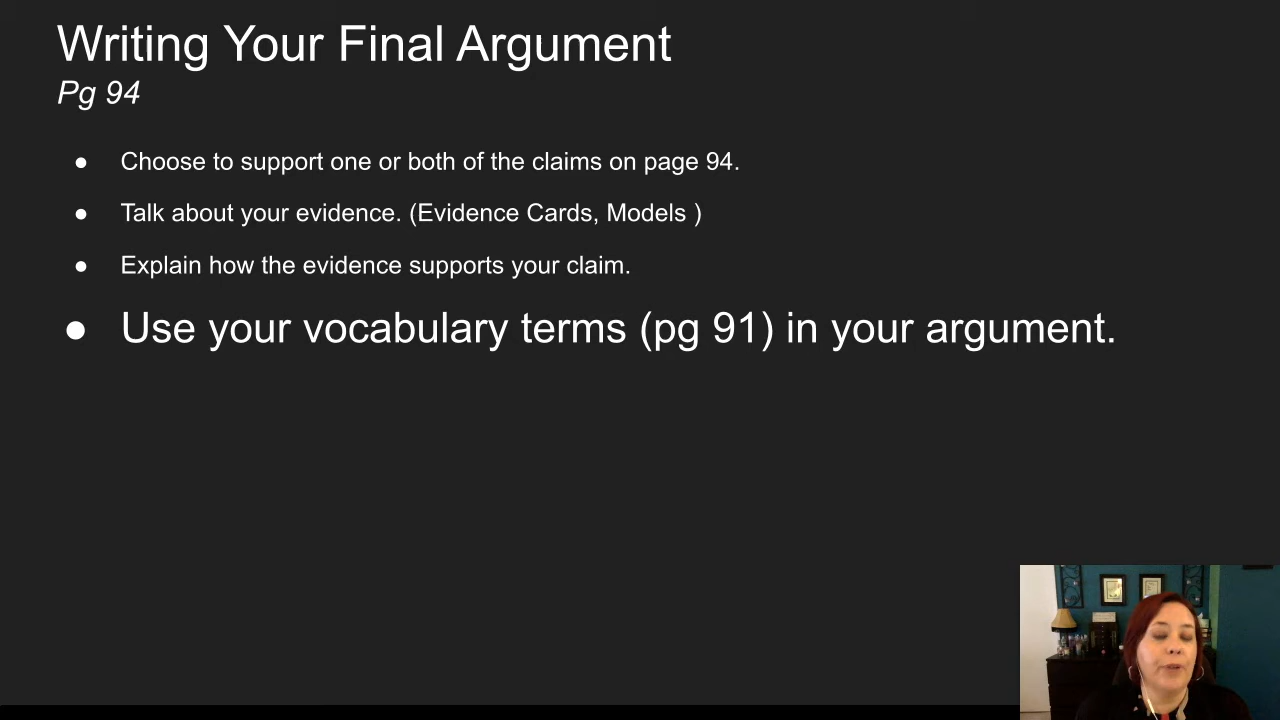 Writing Your Final Argument
Pg 94
● Choose to support one or both of the claims on page 94.
● Talk about your evidence. (Evidence Cards, Models )
● Explain how the evidence supports your claim.
● Use your vocabulary terms (pg 91) in your argument.